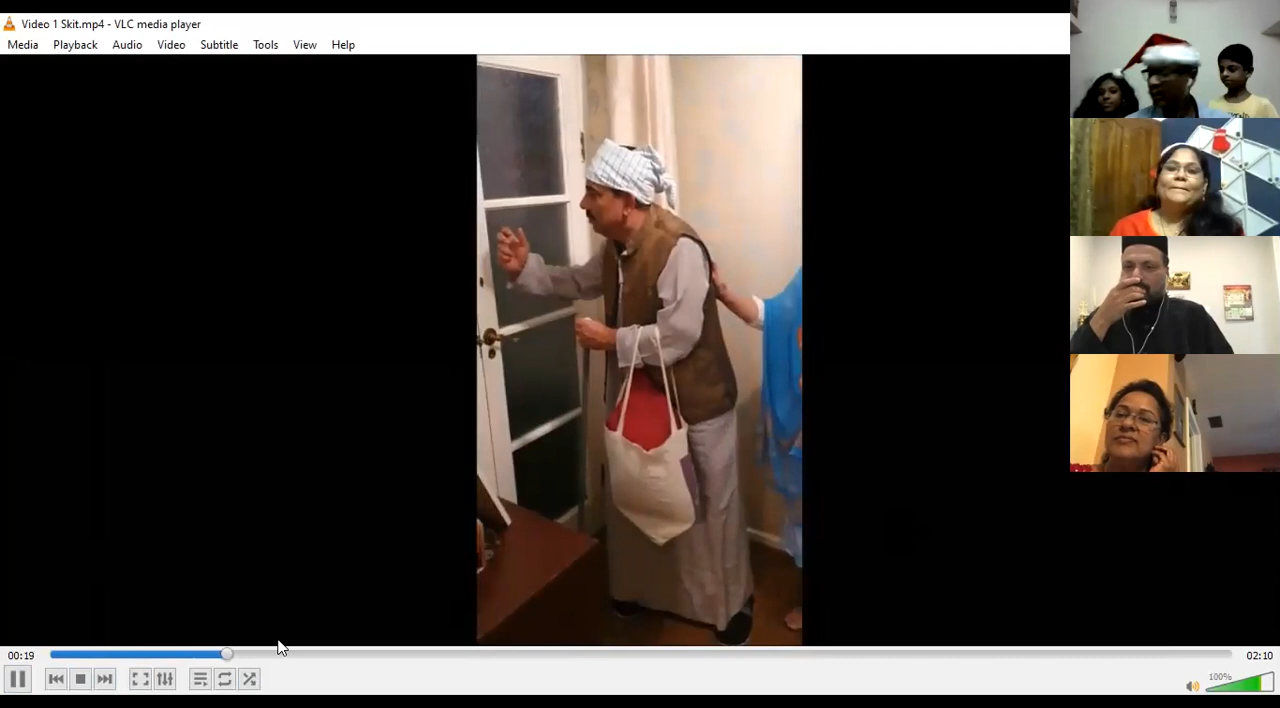 Video 1 Skit.mp4 - VLC media player
Media Playback Audio Video Subtitle Tools View Help
00:19 02:10
100%